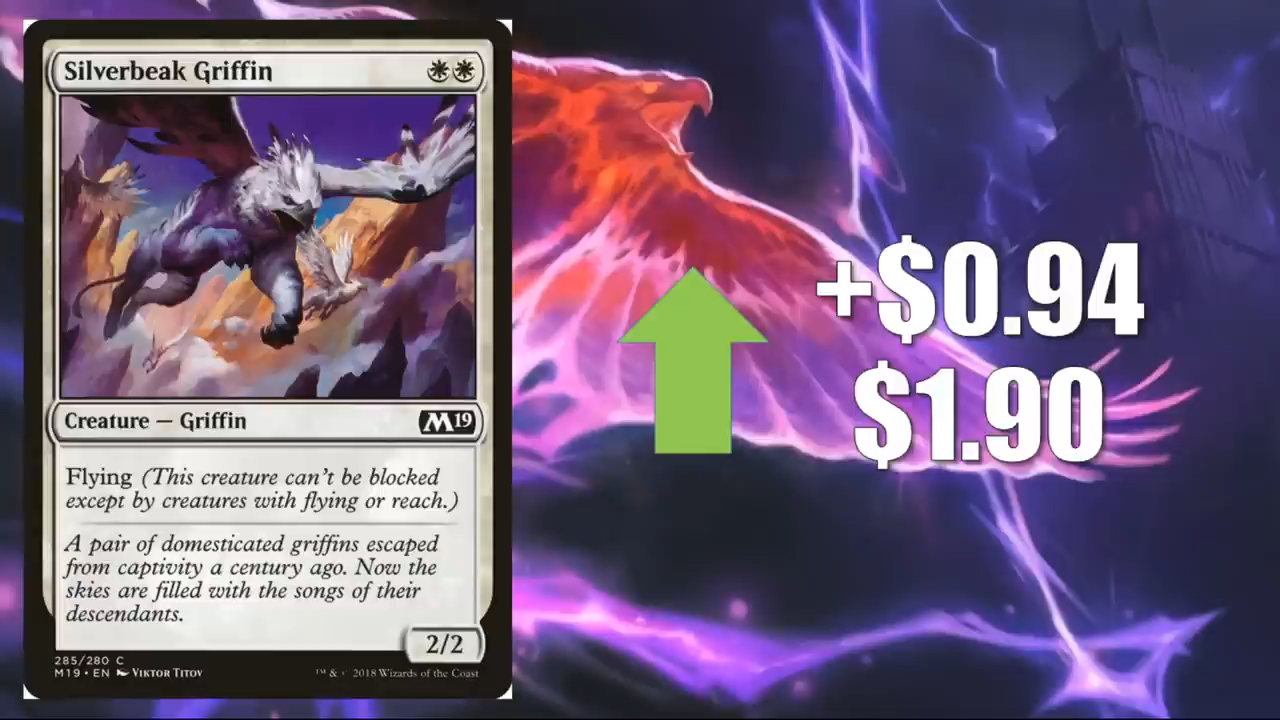 Silverbeak Griffin
Creature — Griffin
M19
Flying (This creature can't be blocked
except by creatures with flying or reach.)
A pair of domesticated griffins escaped
from captivity a century ago. Now the
skies are filled with the songs of their
descendants.
2/2
285/280 C
M19 • EN Viktor Titov
™ & © 2018 Wizards of the Coast
+$0.94
$1.90